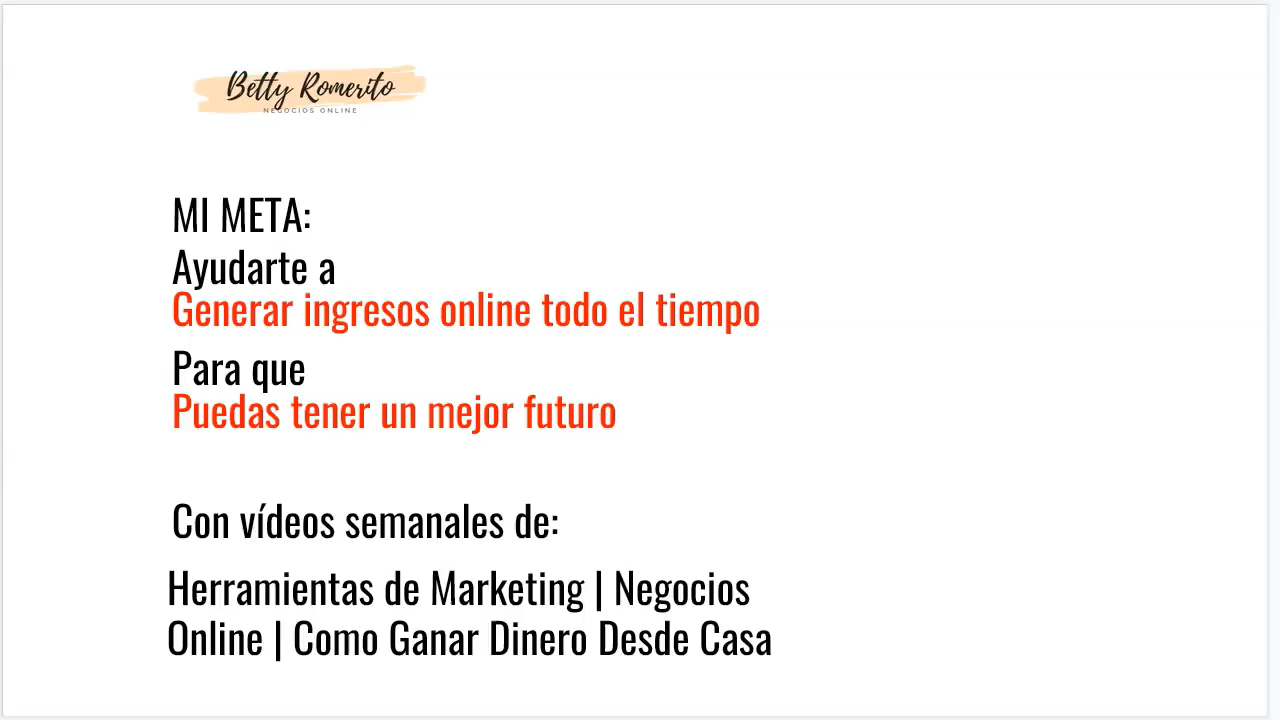 Betty Romerito
NEGOCIOS ONLINE
MI META:
Ayudarte a
Generar ingresos online todo el tiempo
Para que
Puedas tener un mejor futuro
Con vídeos semanales de:
Herramientas de Marketing | Negocios
Online | Como Ganar Dinero Desde Casa